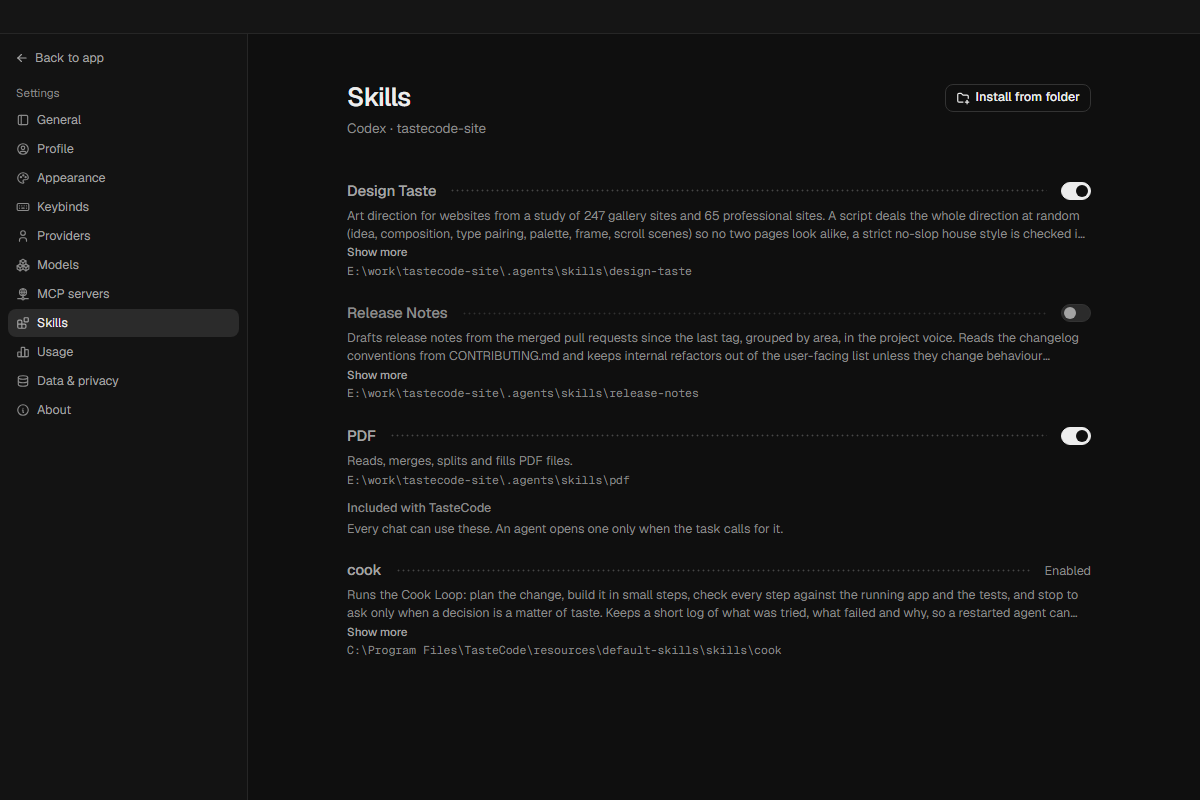 Back to app
Settings
General
Profile
Appearance
Keybinds
Providers
Models
MCP servers
Skills
Usage
Data & privacy
About
Skills
Install from folder
Codex · tastecode-site
Design Taste
Art direction for websites from a study of 247 gallery sites and 65 professional sites. A script deals the whole direction at random
(idea, composition, type pairing, palette, frame, scroll scenes) so no two pages look alike, a strict no-slop house style is checked i...
Show more
E:\work\tastecode-site\.agents\skills\design-taste
Release Notes
Drafts release notes from the merged pull requests since the last tag, grouped by area, in the project voice. Reads the changelog
conventions from CONTRIBUTING.md and keeps internal refactors out of the user-facing list unless they change behaviour...
Show more
E:\work\tastecode-site\.agents\skills\release-notes
PDF
Reads, merges, splits and fills PDF files.
E:\work\tastecode-site\.agents\skills\pdf
Included with TasteCode
Every chat can use these. An agent opens one only when the task calls for it.
cook
Enabled
Runs the Cook Loop: plan the change, build it in small steps, check every step against the running app and the tests, and stop to
ask only when a decision is a matter of taste. Keeps a short log of what was tried, what failed and why, so a restarted agent can...
Show more
C:\Program Files\TasteCode\resources\default-skills\skills\cook